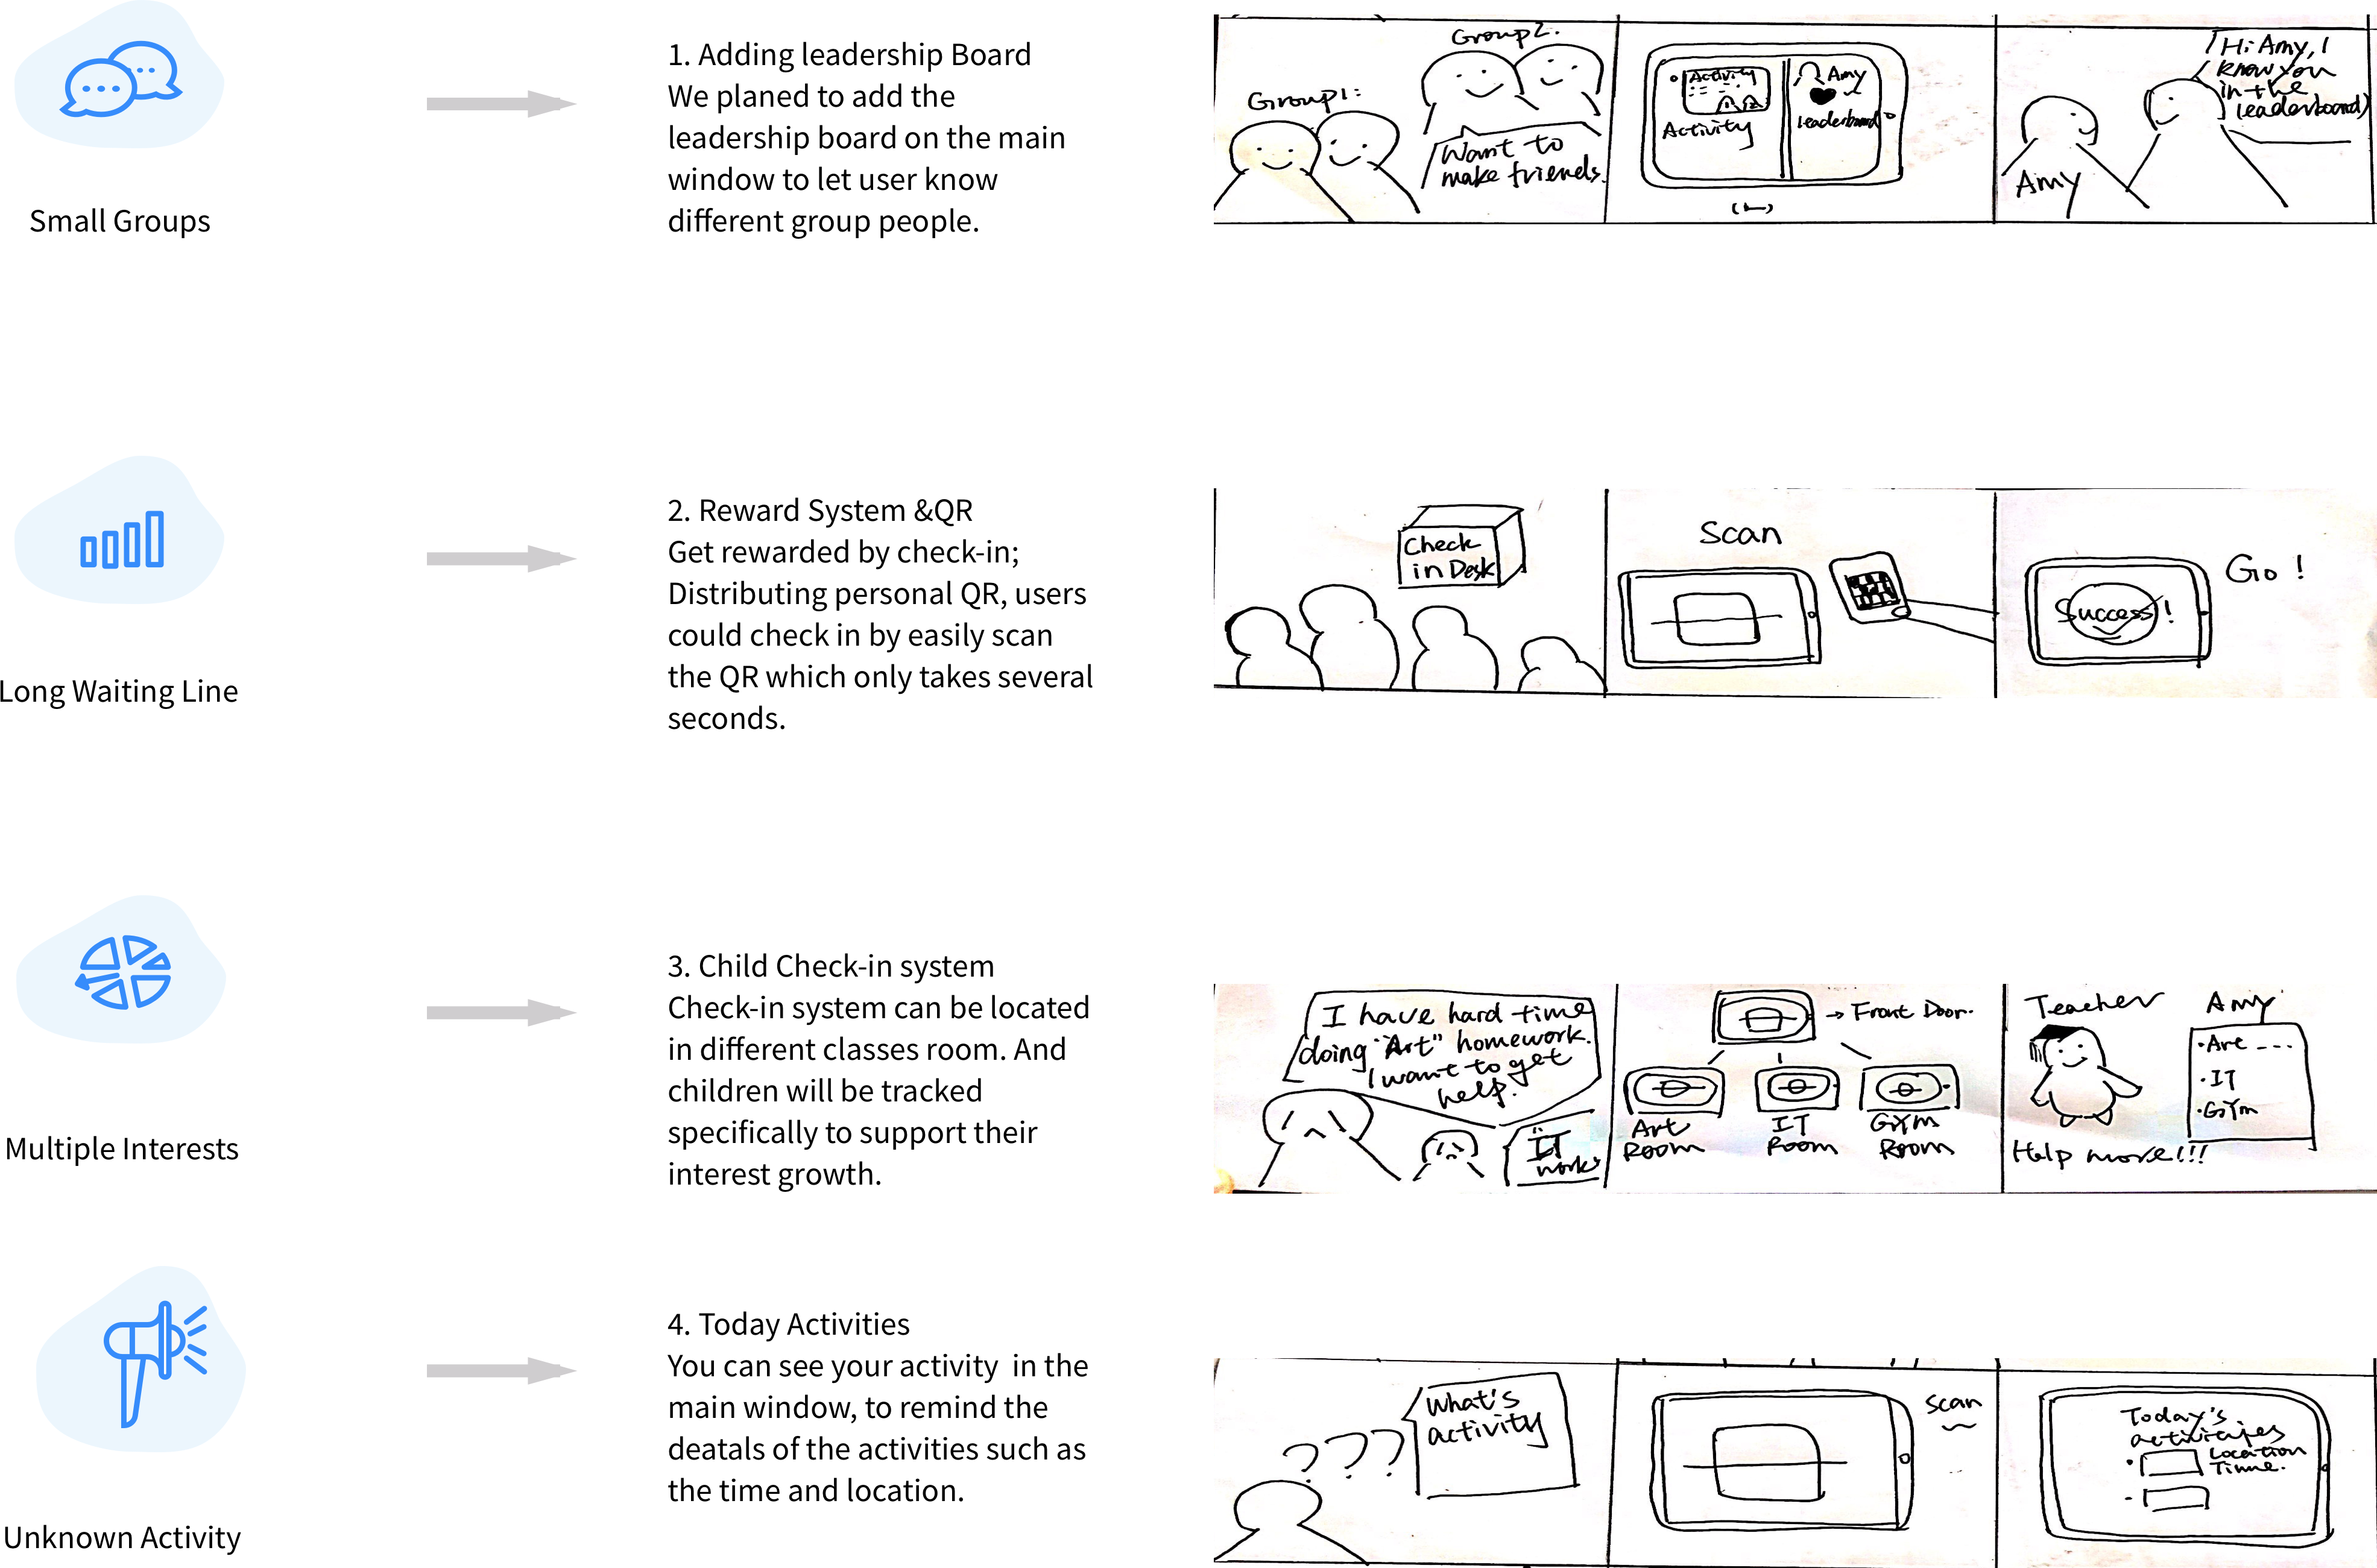 Small Groups
1. Adding leadership Board
We planed to add the
leadership board on the main
window to let user know
different group people.
Group1:
Group2.
Want to
make friends.
Activity
Activity
Amy
leaderboard
Hi Amy, I
know you
in the
leaderboard
Amy
Long Waiting Line
2. Reward System &QR
Get rewarded by check-in;
Distributing personal QR, users
could check in by easily scan
the QR which only takes several
seconds.
Check
in Desk
Scan
Success!
Go!
Multiple Interests
3. Child Check-in system
Check-in system can be located
in different classes room. And
children will be tracked
specifically to support their
interest growth.
I have hard time
doing "Art" homework.
I want to get
help.
IT
work
→ Front Door.
Art
Room
IT
Room
GYm
Room
Teacher
Help more!!!
Amy
·Art ---
·IT
·GYm
Unknown Activity
4. Today Activities
You can see your activity  in the
main window, to remind the
deatals of the activities such as
the time and location.
???
What's
activity
scan
Today's
activities
Location
Time.